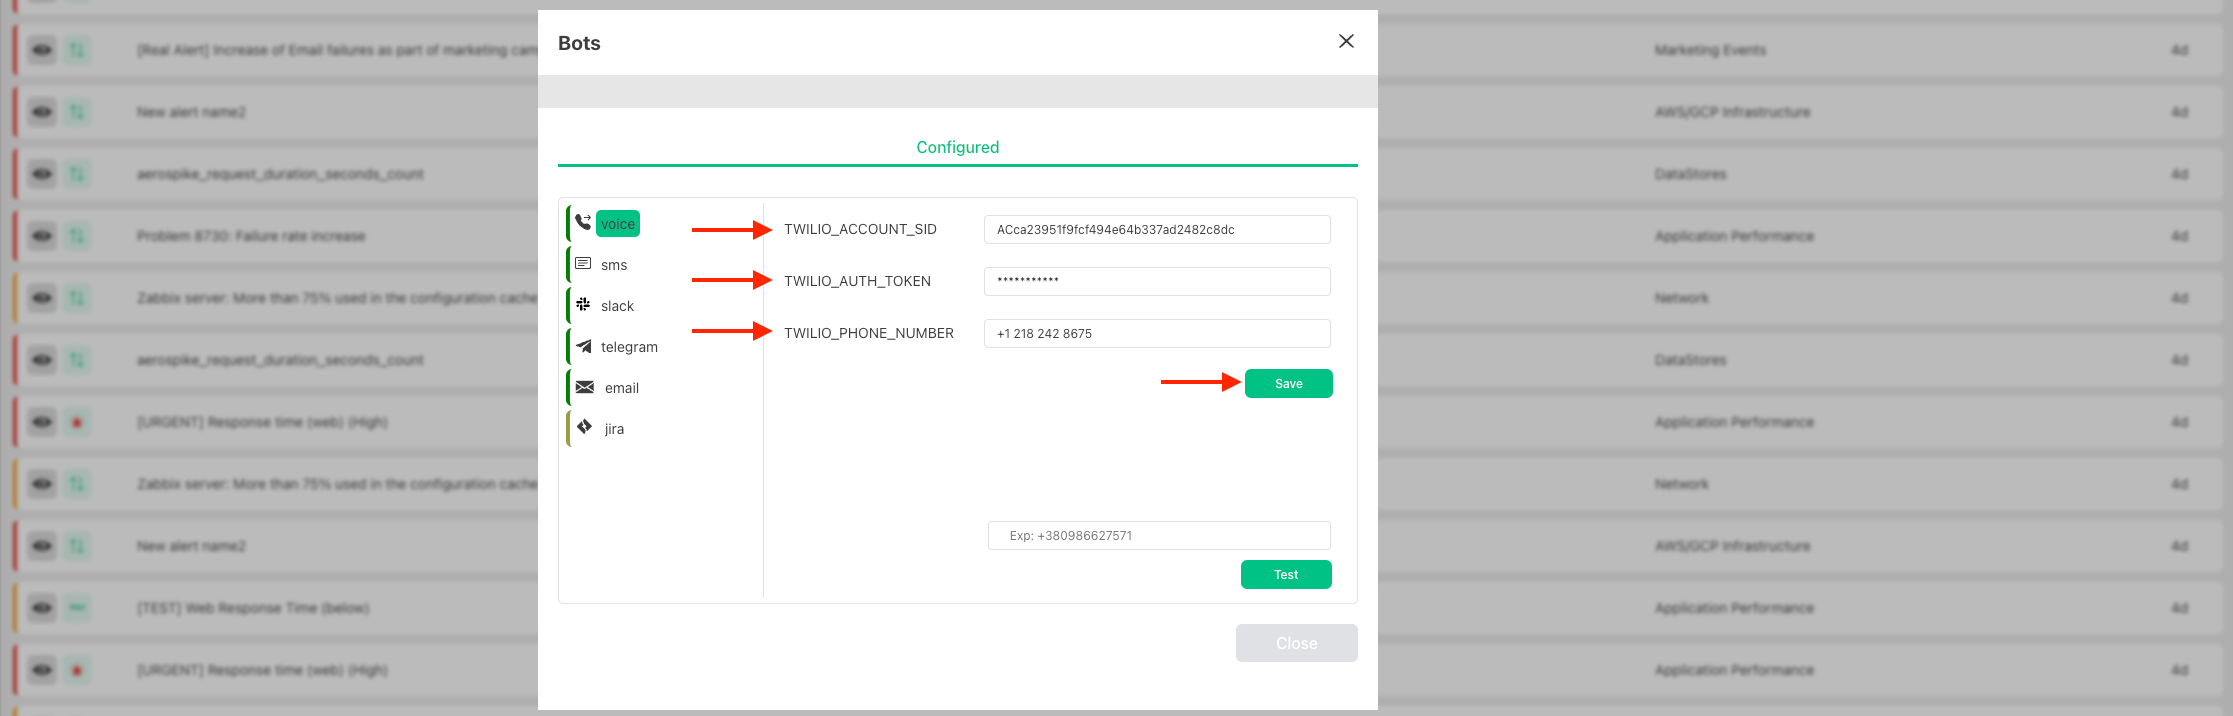 [Real Alert] Increase of Email failures as part of marketing cam
Marketing Events
4d
New alert name2
AWS/GCP Infrastructure
4d
aerospike_request_duration_seconds_count
DataStores
4d
Problem 8730: Failure rate increase
Application Performance
4d
Zabbix server: More than 75% used in the configuration cache
Network
4d
aerospike_request_duration_seconds_count
DataStores
4d
[URGENT] Response time (web) (High)
Application Performance
4d
Zabbix server: More than 75% used in the configuration cache
Network
4d
New alert name2
AWS/GCP Infrastructure
4d
[TEST] Web Response Time (below)
Application Performance
4d
[URGENT] Response time (web) (High)
Application Performance
4d
Bots
Configured
voice
sms
slack
telegram
email
jira
TWILIO_ACCOUNT_SID
ACca23951f9fcf494e64b337ad2482c8dc
TWILIO_AUTH_TOKEN
***********
TWILIO_PHONE_NUMBER
+1 218 242 8675
Save
Exp: +380986627571
Test
Close